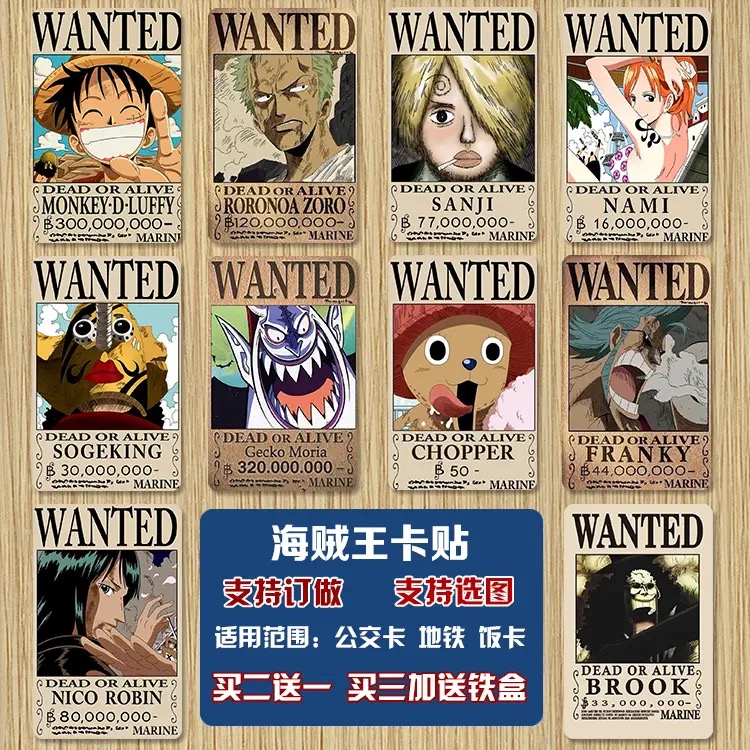 WANTED
DEAD OR ALIVE
MONKEY·D·LUFFY
฿300,000,000-
MARINE
WANTED
DEAD OR ALIVE
RORONOA ZORO
฿120,000,000-
MARINE
WANTED
DEAD OR ALIVE
SANJI
฿77,000,000-
MARINE
WANTED
DEAD OR ALIVE
NAMI
฿16,000,000-
MARINE
WANTED
DEAD OR ALIVE
SOGEKING
฿30,000,000-
MARINE
WANTED
DEAD OR ALIVE
Gecko Moria
฿320.000.000-
MARINE
WANTED
DEAD OR ALIVE
CHOPPER
฿50-
MARINE
WANTED
DEAD OR ALIVE
FRANKY
฿44,000,000-
MARINE
WANTED
DEAD OR ALIVE
NICO ROBIN
฿80,000,000-
MARINE
海贼王卡贴
支持订做 支持选图
适用范围：公交卡 地铁 饭卡
买二送一 买三加送铁盒
WANTED
DEAD OR ALIVE
BROOK
฿33,000,000-
MARINE